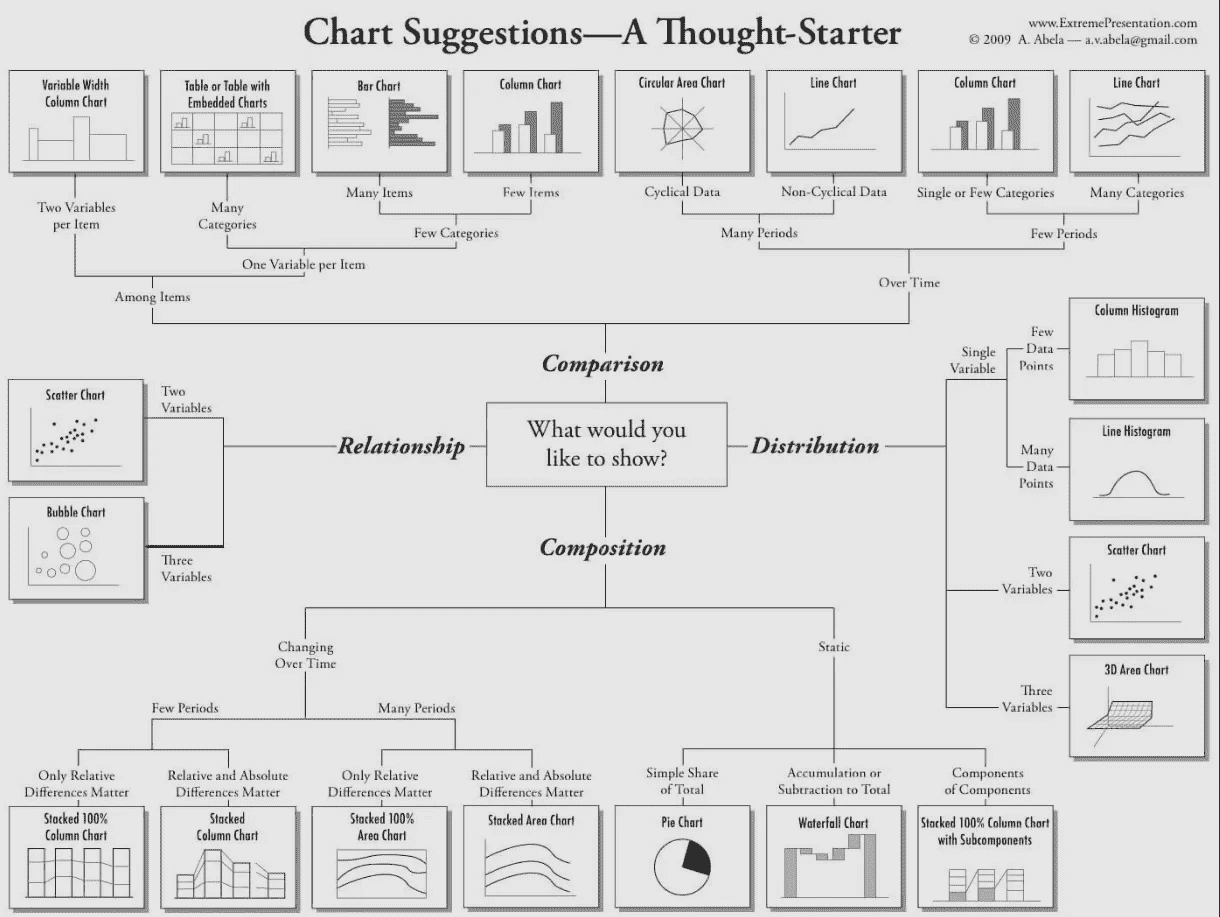 Chart Suggestions—A Thought-Starter
www.ExtremePresentation.com
© 2009 A. Abela — a.v.abela@gmail.com
Variable Width
Column Chart
Table or Table with
Embedded Charts
Bar Chart
Column Chart
Circular Area Chart
Line Chart
Column Chart
Line Chart
Two Variables
per Item
Many
Categories
Many Items
Few Items
Cyclical Data
Non-Cyclical Data
Single or Few Categories
Many Categories
Few Categories
Many Periods
Few Periods
One Variable per Item
Over Time
Among Items
Comparison
What would you
like to show?
Relationship
Two
Variables
Scatter Chart
Three
Variables
Bubble Chart
Distribution
Single
Variable
Few
Data
Points
Column Histogram
Many
Data
Points
Line Histogram
Two
Variables
Scatter Chart
Three
Variables
3D Area Chart
Composition
Changing
Over Time
Static
Few Periods
Many Periods
Only Relative
Differences Matter
Relative and Absolute
Differences Matter
Only Relative
Differences Matter
Relative and Absolute
Differences Matter
Simple Share
of Total
Accumulation or
Subtraction to Total
Components
of Components
Stacked 100%
Column Chart
Stacked
Column Chart
Stacked 100%
Area Chart
Stacked Area Chart
Pie Chart
Waterfall Chart
Stacked 100% Column Chart
with Subcomponents